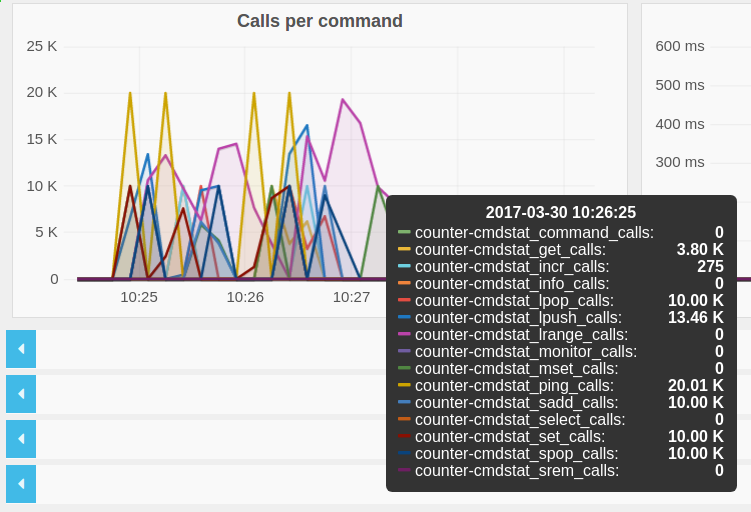 Calls per command
25 K
20 K
15 K
10 K
5 K
0
10:25
10:26
10:27
600 ms
500 ms
400 ms
300 ms
2017-03-30 10:26:25
counter-cmdstat_command_calls: 0
counter-cmdstat_get_calls: 3.80 K
counter-cmdstat_incr_calls: 275
counter-cmdstat_info_calls: 0
counter-cmdstat_lpop_calls: 10.00 K
counter-cmdstat_lpush_calls: 13.46 K
counter-cmdstat_lrange_calls: 0
counter-cmdstat_monitor_calls: 0
counter-cmdstat_mset_calls: 0
counter-cmdstat_ping_calls: 20.01 K
counter-cmdstat_sadd_calls: 10.00 K
counter-cmdstat_select_calls: 0
counter-cmdstat_set_calls: 10.00 K
counter-cmdstat_spop_calls: 10.00 K
counter-cmdstat_srem_calls: 0